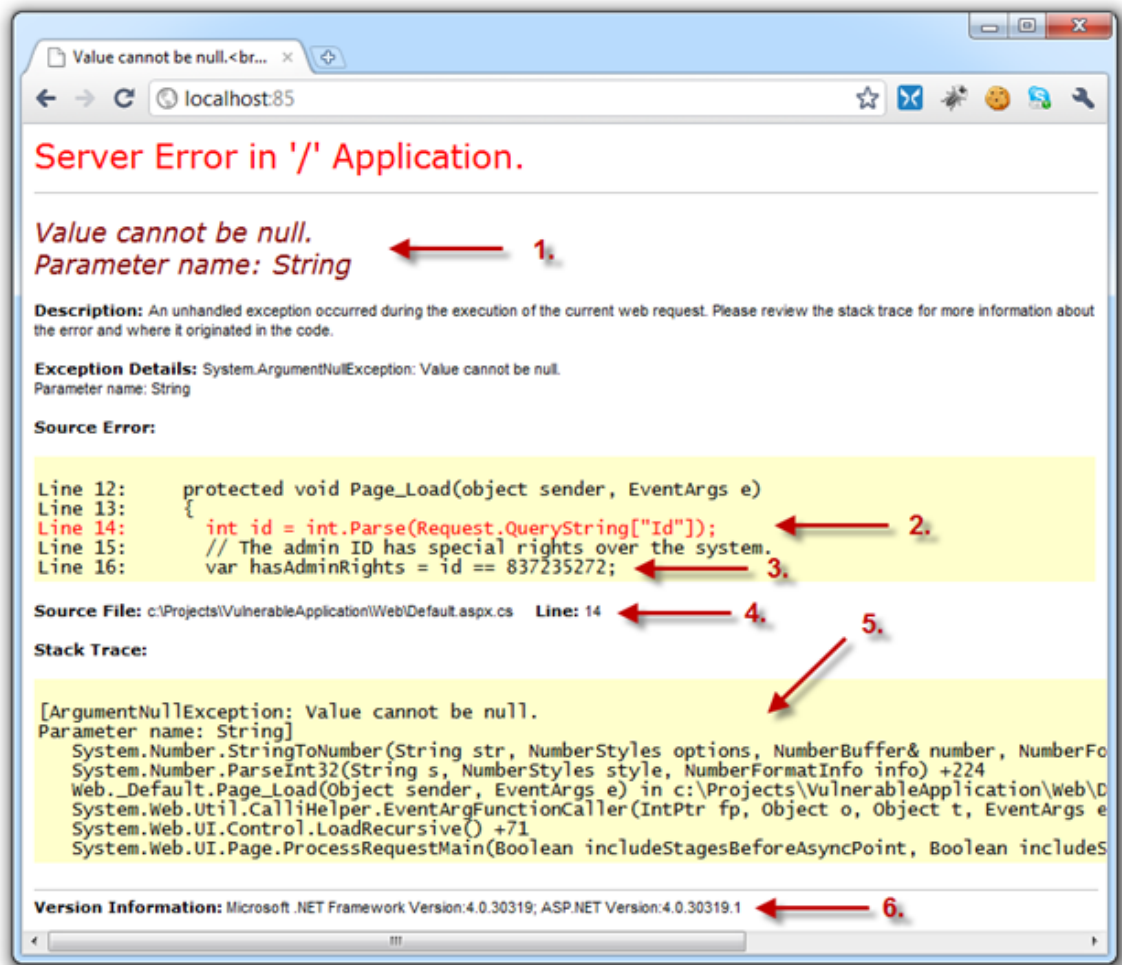 Value cannot be null.<br...
localhost:85
Server Error in '/' Application.
Value cannot be null.
Parameter name: String
1.
Description: An unhandled exception occurred during the execution of the current web request. Please review the stack trace for more information about
the error and where it originated in the code.
Exception Details: System.ArgumentNullException: Value cannot be null.
Parameter name: String
Source Error:
Line 12: protected void Page_Load(object sender, EventArgs e)
Line 13: {
Line 14: int id = int.Parse(Request.QueryString["Id"]);
2.
Line 15: // The admin ID has special rights over the system.
Line 16: var hasAdminRights = id == 837235272;
3.
Source File: c:\Projects\VulnerableApplication\Web\Default.aspx.cs Line: 14
4.
5.
Stack Trace:
[ArgumentNullException: Value cannot be null.
Parameter name: String]
System.Number.StringToNumber(String str, NumberStyles options, NumberBuffer& number, NumberFo
System.Number.ParseInt32(String s, NumberStyles style, NumberFormatInfo info) +224
Web._Default.Page_Load(Object sender, EventArgs e) in c:\Projects\VulnerableApplication\Web\D
System.Web.Util.CalliHelper.EventArgFunctionCaller(IntPtr fp, Object o, Object t, EventArgs e
System.Web.UI.Control.LoadRecursive() +71
System.Web.UI.Page.ProcessRequestMain(Boolean includeStagesBeforeAsyncPoint, Boolean includeS
Version Information: Microsoft .NET Framework Version:4.0.30319; ASP.NET Version:4.0.30319.1
6.